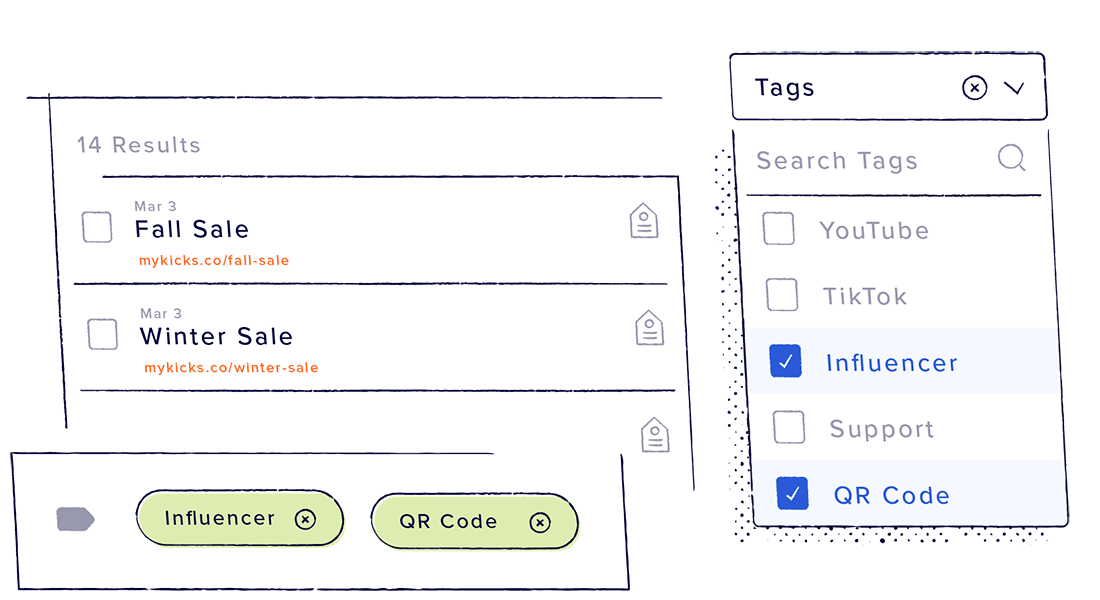 14 Results
Mar 3
Fall Sale
mykicks.co/fall-sale
Mar 3
Winter Sale
mykicks.co/winter-sale
Influencer
QR Code
Tags
Search Tags
YouTube
TikTok
Influencer
Support
QR Code